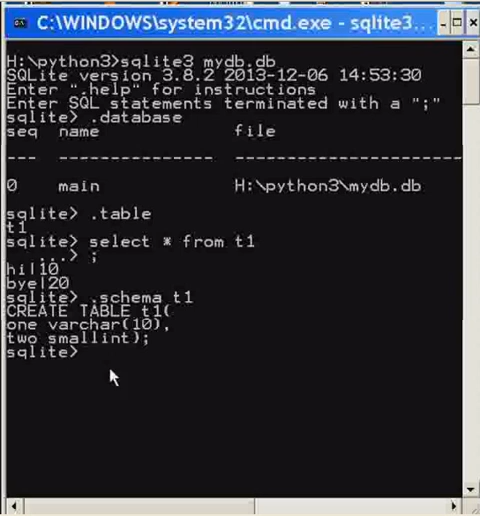 C:\WINDOWS\system32\cmd.exe - sqlite3...
H:\python3>sqlite3 mydb.db
SQLite version 3.8.2 2013-12-06 14:53:30
Enter ".help" for instructions
Enter SQL statements terminated with a ";"
sqlite> .database
seq  name             file
---  ---------------  -----------------------
0    main             H:\python3\mydb.db
sqlite> .table
t1
sqlite> select * from t1
   ...> ;
hi|10
bye|20
sqlite> .schema t1
CREATE TABLE t1(
one varchar(10),
two smallint);
sqlite>